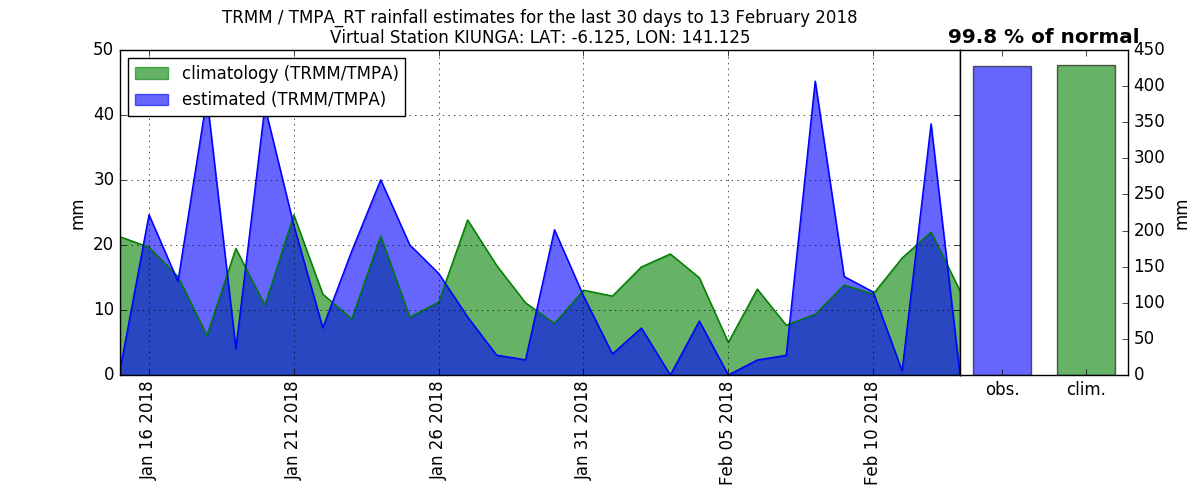 TRMM / TMPA_RT rainfall estimates for the last 30 days to 13 February 2018
Virtual Station KIUNGA: LAT: -6.125, LON: 141.125
99.8 % of normal
climatology (TRMM/TMPA)
estimated (TRMM/TMPA)
50
40
30
20
10
0
mm
Jan 16 2018
Jan 21 2018
Jan 26 2018
Jan 31 2018
Feb 05 2018
Feb 10 2018
obs.
clim.
450
400
350
300
250
200
150
100
50
0
mm